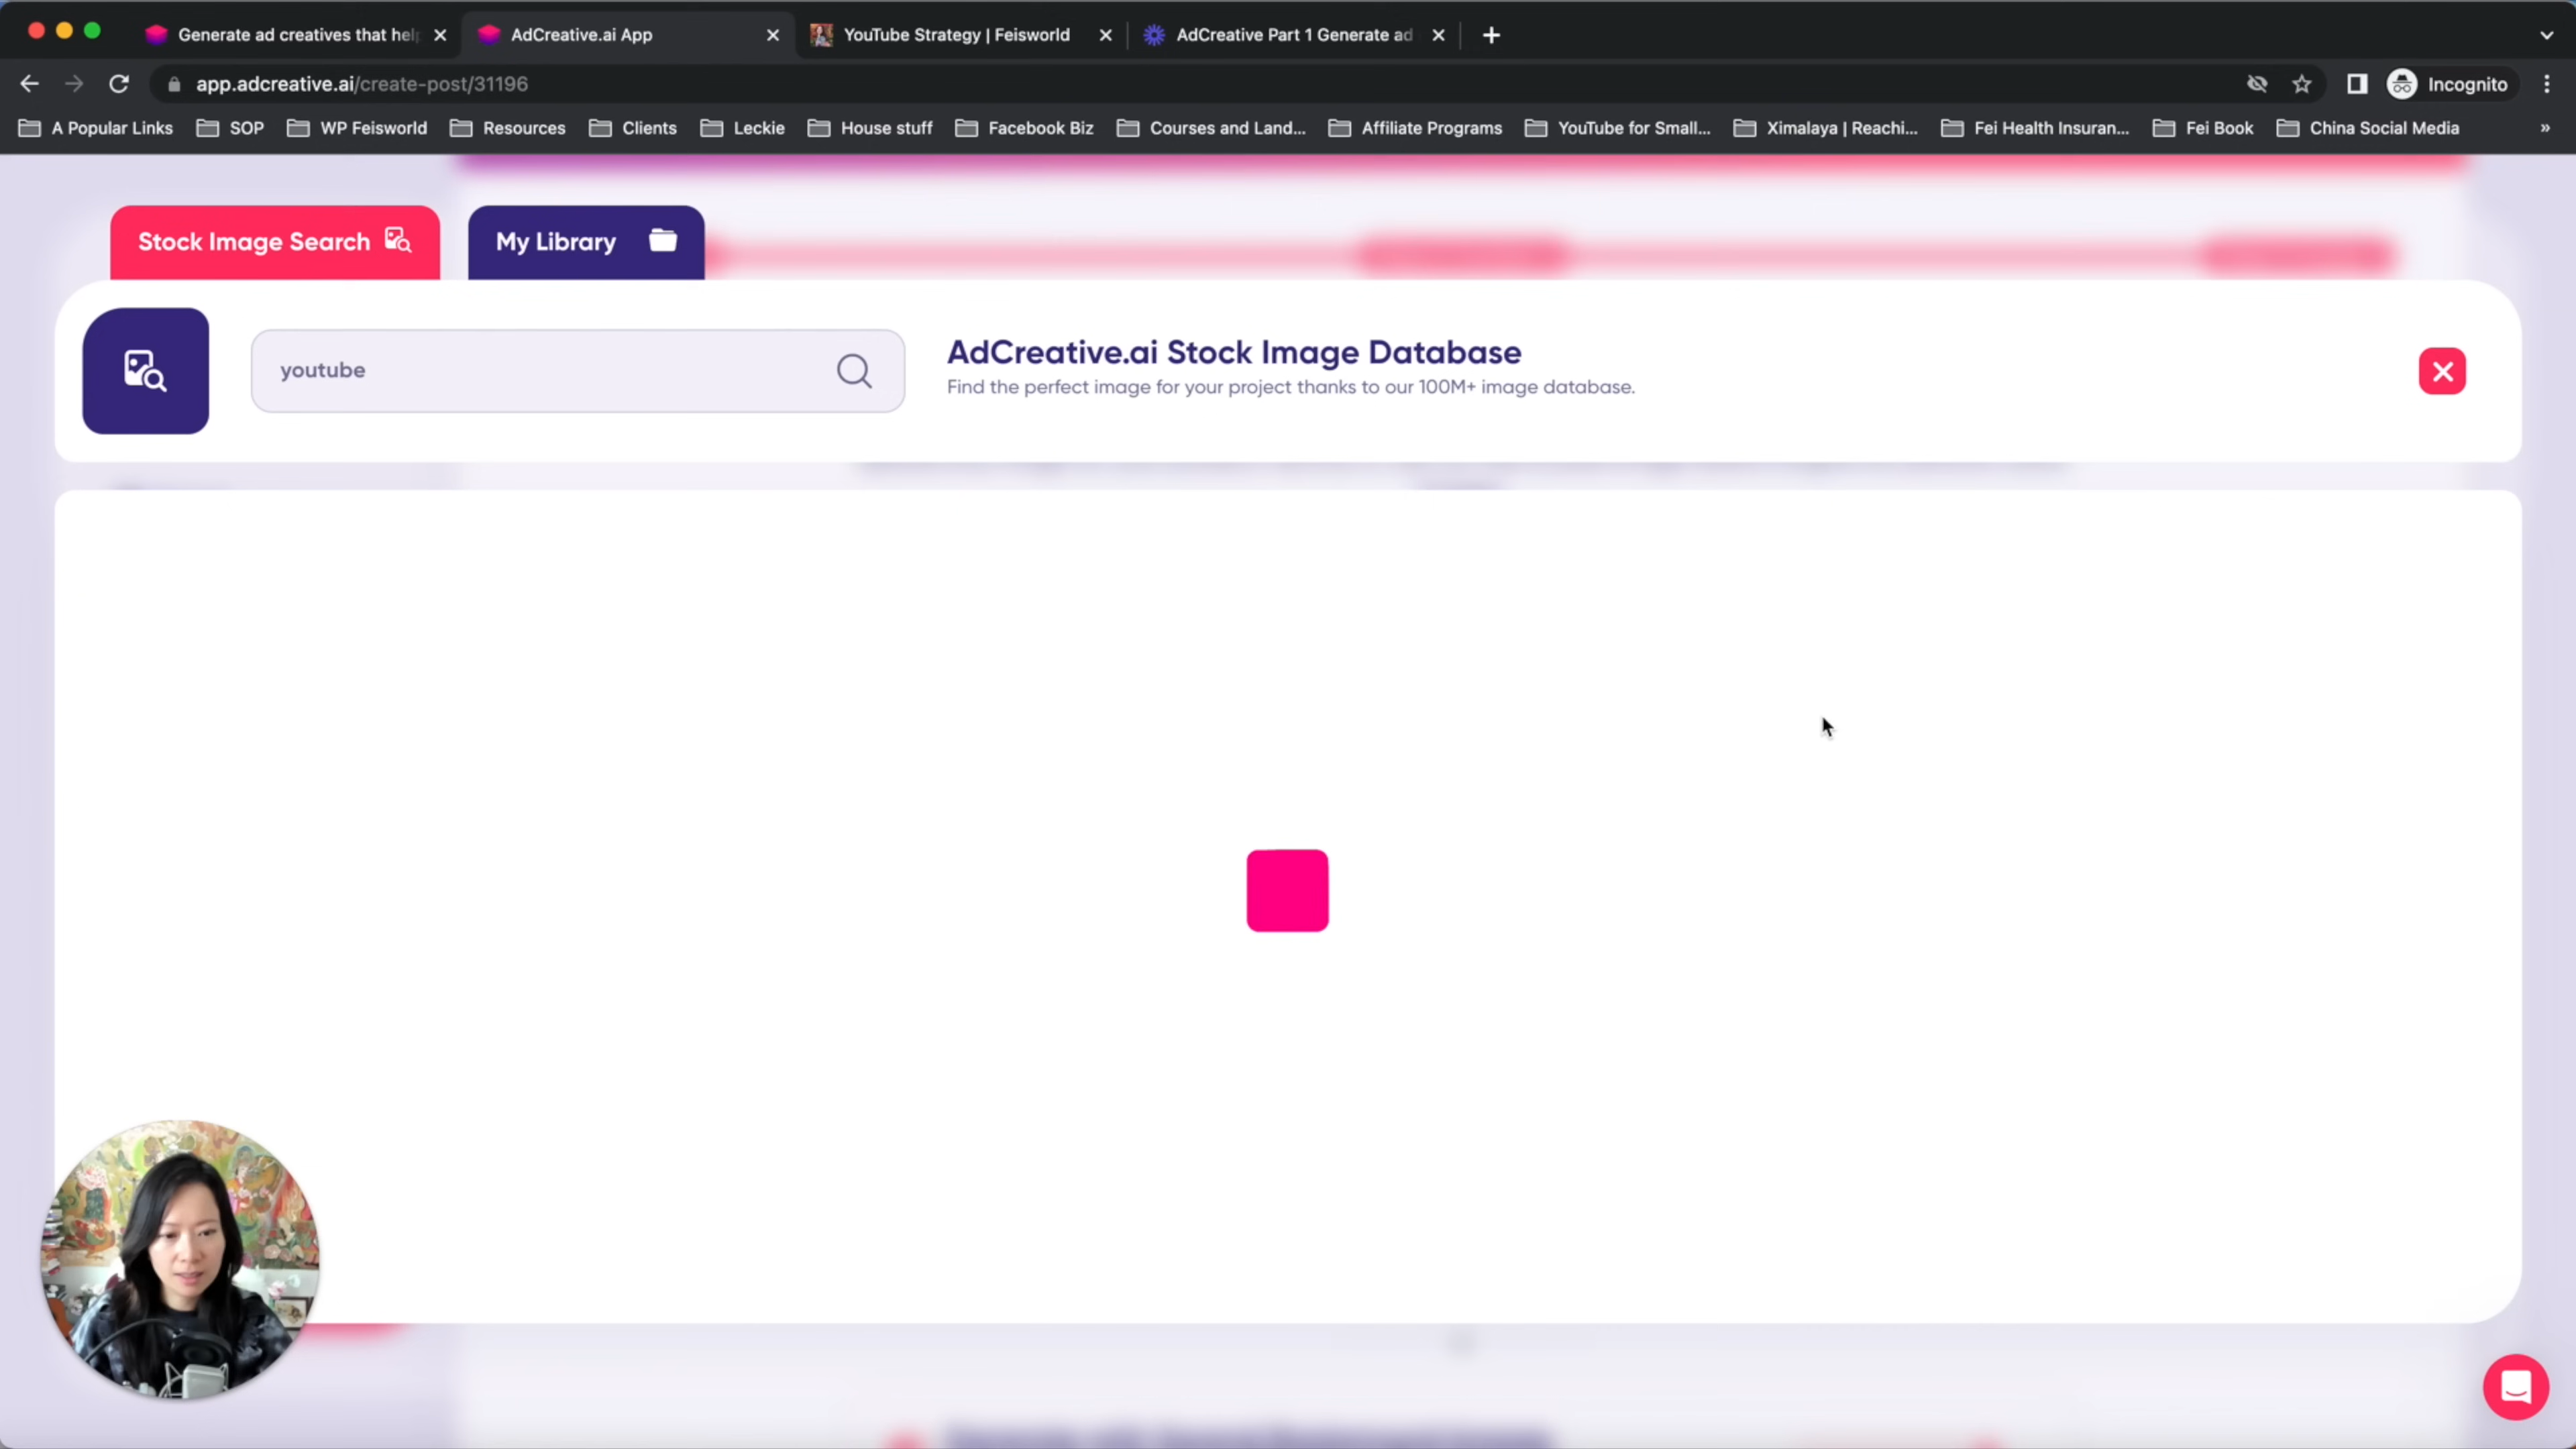 Generate ad creatives that hel
AdCreative.ai App
YouTube Strategy | Feisworld
AdCreative Part 1 Generate ad
app.adcreative.ai/create-post/31196
Incognito
A Popular Links
SOP
WP Feisworld
Resources
Clients
Leckie
House stuff
Facebook Biz
Courses and Land...
Affiliate Programs
YouTube for Small...
Ximalaya | Reachi...
Fei Health Insuran...
Fei Book
China Social Media
»
Stock Image Search
My Library
youtube
AdCreative.ai Stock Image Database
Find the perfect image for your project thanks to our 100M+ image database.